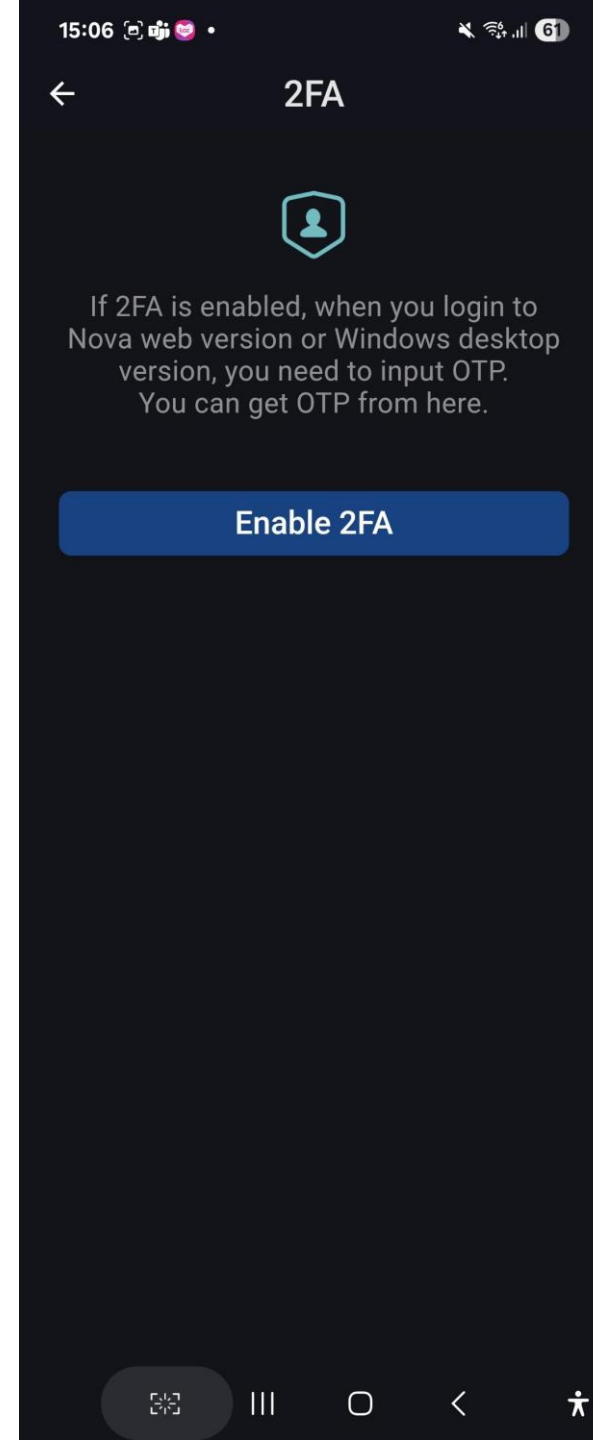 15:06
61
2FA
If 2FA is enabled, when you login to
Nova web version or Windows desktop
version, you need to input OTP.
You can get OTP from here.
Enable 2FA